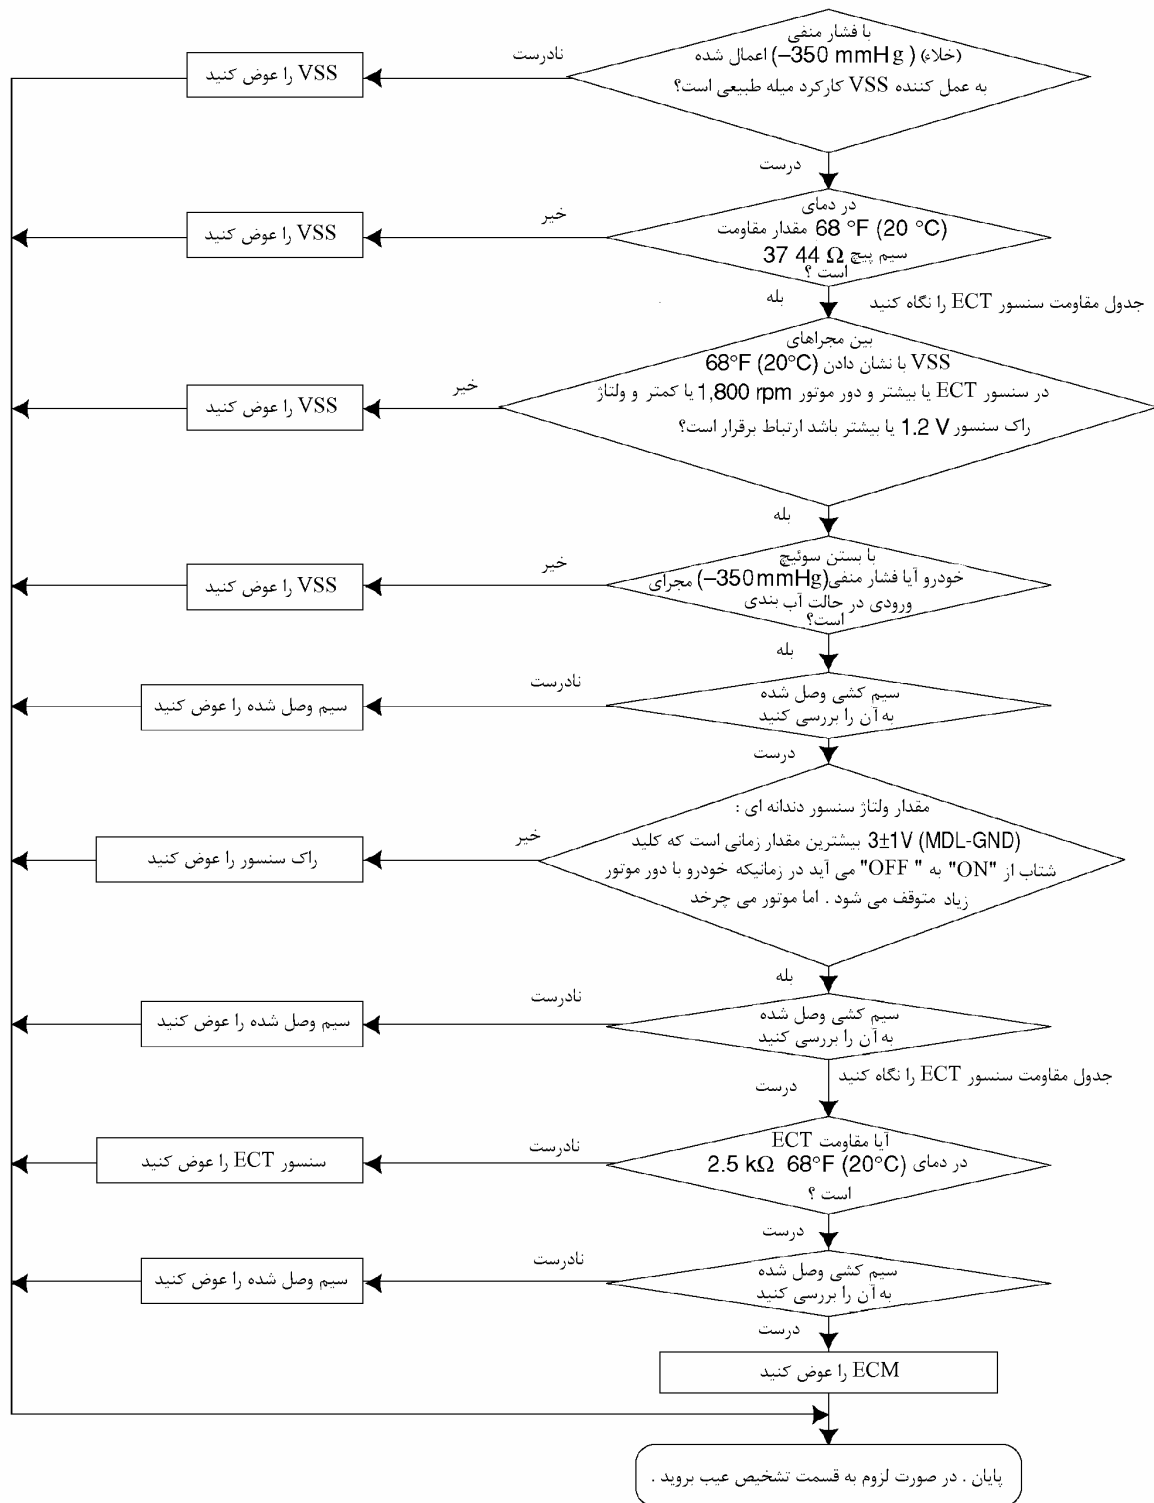 با فشار منفی
(خلاء) (–350 mmHg) اعمال شده
به عمل کننده VSS کارکرد میله طبیعی است؟
نادرست
VSS را عوض کنید
درست
در دمای
68 °F (20 °C) مقدار مقاومت
سیم پیچ 37 44 Ω
است ؟
خیر
VSS را عوض کنید
بله
جدول مقاومت سنسور ECT را نگاه کنید
بین مجراهای
VSS با نشان دادن 68°F (20°C)
در سنسور ECT یا بیشتر و دور موتور 1,800 rpm یا کمتر و ولتاژ
راک سنسور 1.2 V یا بیشتر باشد ارتباط برقرار است؟
خیر
VSS را عوض کنید
بله
با بستن سوئیچ
خودرو آیا فشار منفی (–350 mmHg) مجرای
ورودی در حالت آب بندی
است؟
خیر
VSS را عوض کنید
بله
سیم کشی وصل شده
به آن را بررسی کنید
نادرست
سیم وصل شده را عوض کنید
درست
مقدار ولتاژ سنسور دندانه ای :
3±1V (MDL-GND) بیشترین مقدار زمانی است که کلید
شتاب از "ON" به " OFF" می آید در زمانیکه خودرو با دور موتور
زیاد متوقف می شود . اما موتور می چرخد
خیر
راک سنسور را عوض کنید
بله
سیم کشی وصل شده
به آن را بررسی کنید
نادرست
سیم وصل شده را عوض کنید
درست
جدول مقاومت سنسور ECT را نگاه کنید
آیا مقاومت ECT
در دمای 68°F (20°C) 2.5 kΩ
است ؟
نادرست
سنسور ECT را عوض کنید
درست
سیم کشی وصل شده
به آن را بررسی کنید
نادرست
سیم وصل شده را عوض کنید
درست
ECM را عوض کنید
پایان . در صورت لزوم به قسمت تشخیص عیب بروید .